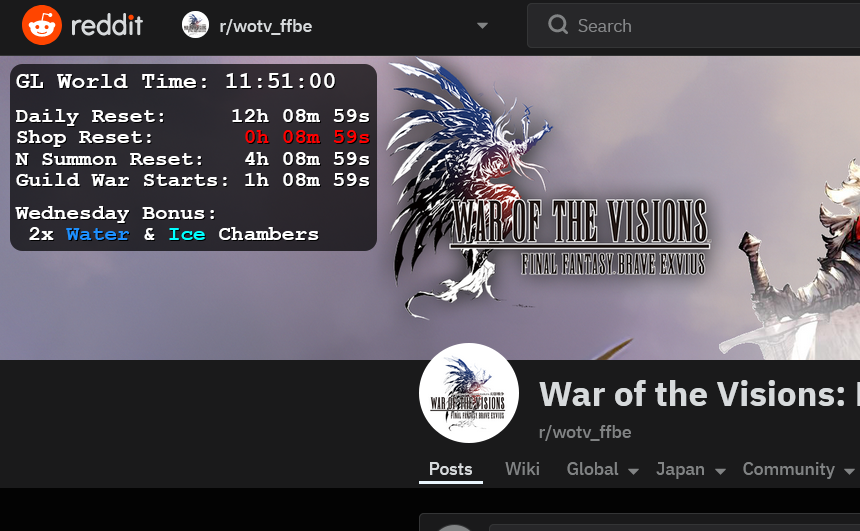 reddit
r/wotv_ffbe
Search
GL World Time: 11:51:00
Daily Reset: 12h 08m 59s
Shop Reset: 0h 08m 59s
N Summon Reset: 4h 08m 59s
Guild War Starts: 1h 08m 59s
Wednesday Bonus:
2x Water & Ice Chambers
WAR OF THE VISIONS
FINAL FANTASY BRAVE EXVIUS
WAR OF THE VISIONS
FINAL FANTASY BRAVE EXVIUS
War of the Visions:
r/wotv_ffbe
Posts Wiki Global Japan Community